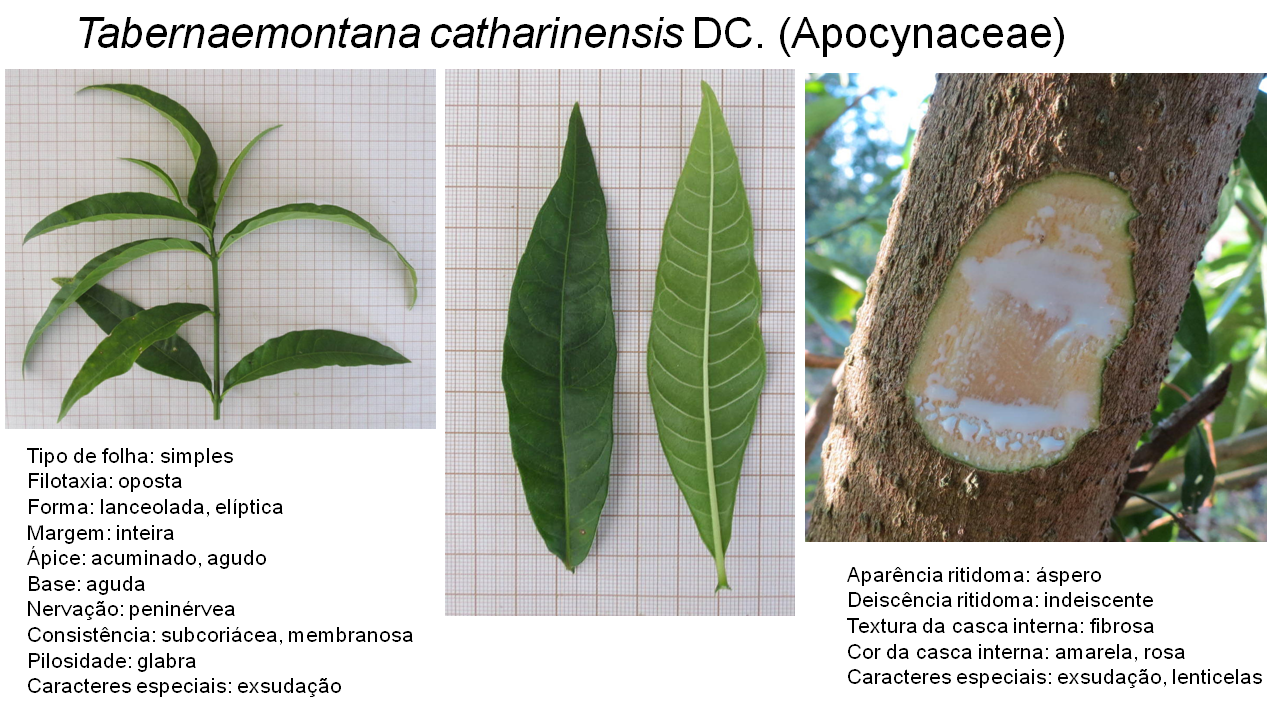 Tabernaemontana catharinensis DC. (Apocynaceae)
Tipo de folha: simples
Filotaxia: oposta
Forma: lanceolada, elíptica
Margem: inteira
Ápice: acuminado, agudo
Base: aguda
Nervação: peninérvea
Consistência: subcoriácea, membranosa
Pilosidade: glabra
Caracteres especiais: exsudação
Aparência ritidoma: áspero
Deiscência ritidoma: indeiscente
Textura da casca interna: fibrosa
Cor da casca interna: amarela, rosa
Caracteres especiais: exsudação, lenticelas